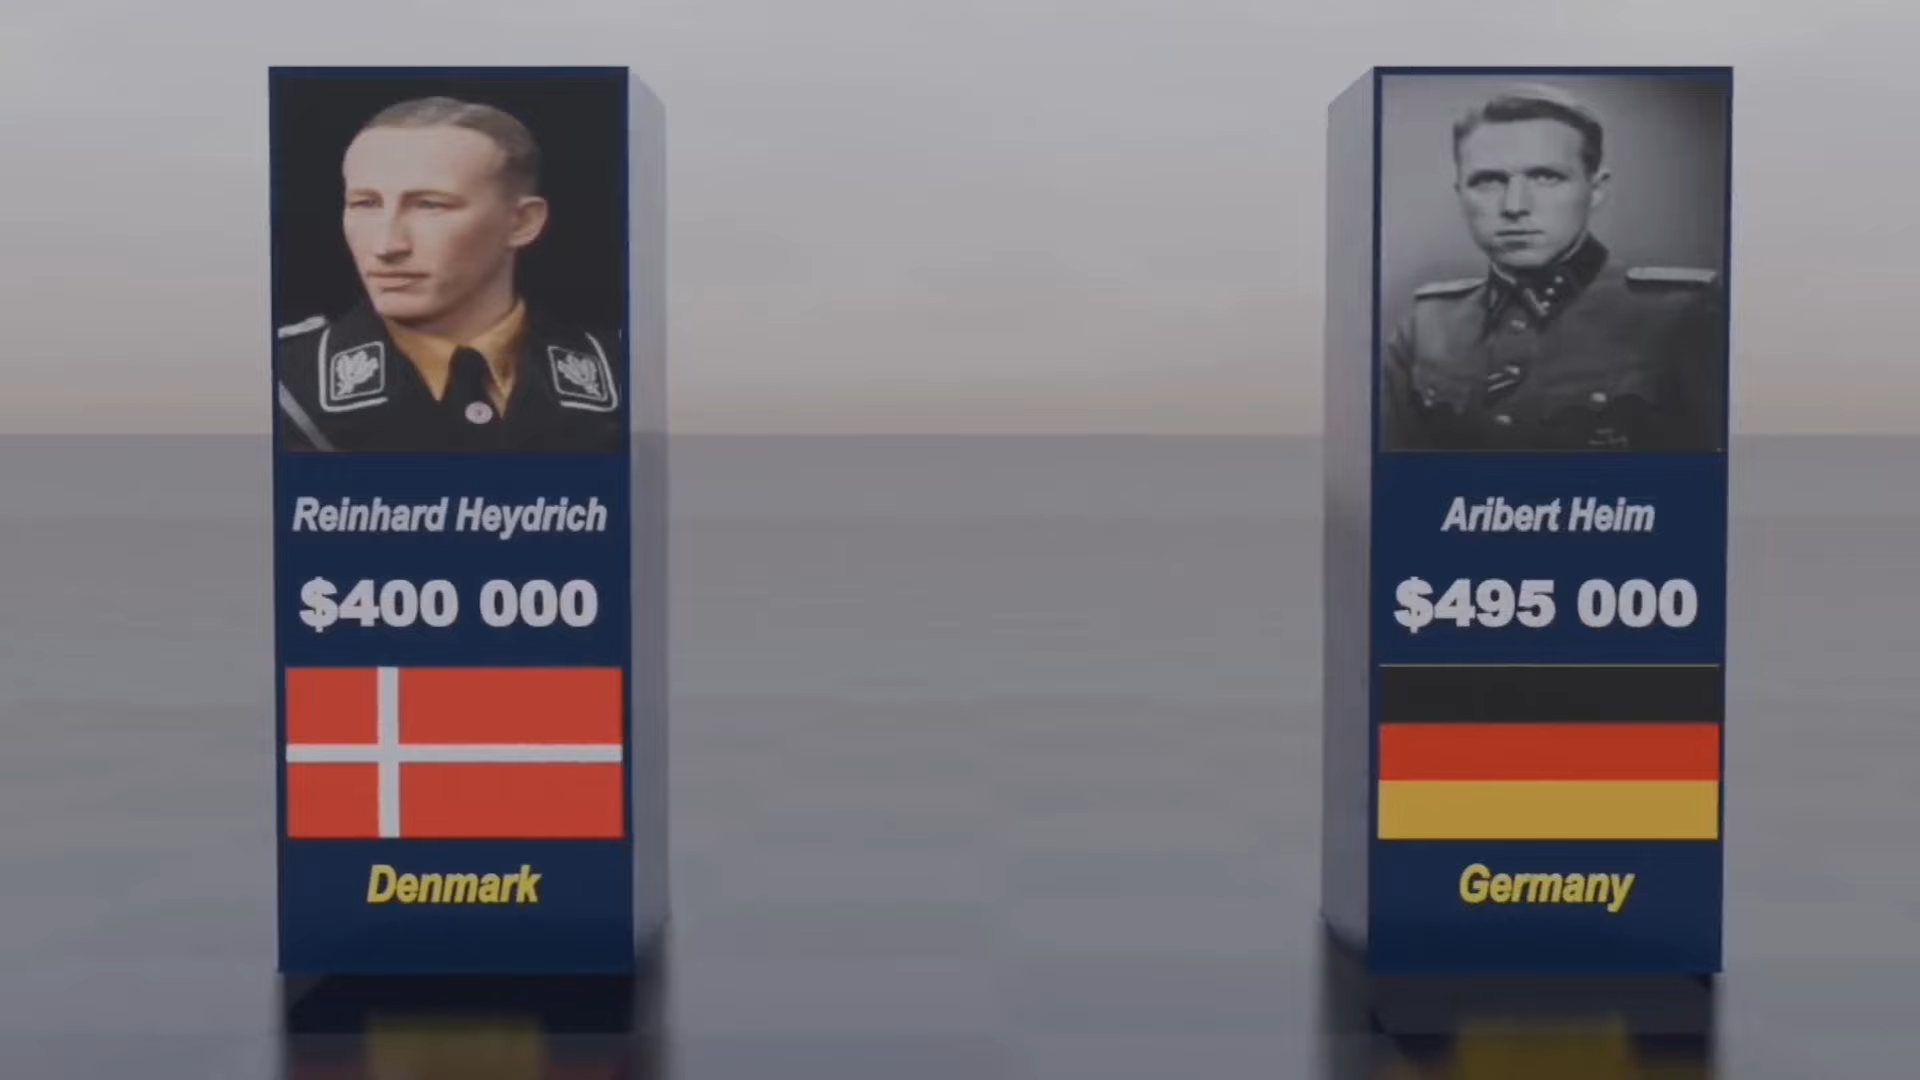 Reinhard Heydrich
$400 000
Denmark
Aribert Heim
$495 000
Germany